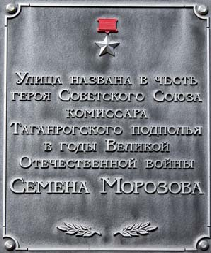 Улица названа в честь
героя Советского Союза
комиссара
Таганрогского подполья
в годы Великой
Отечественной войны
Семена Морозова